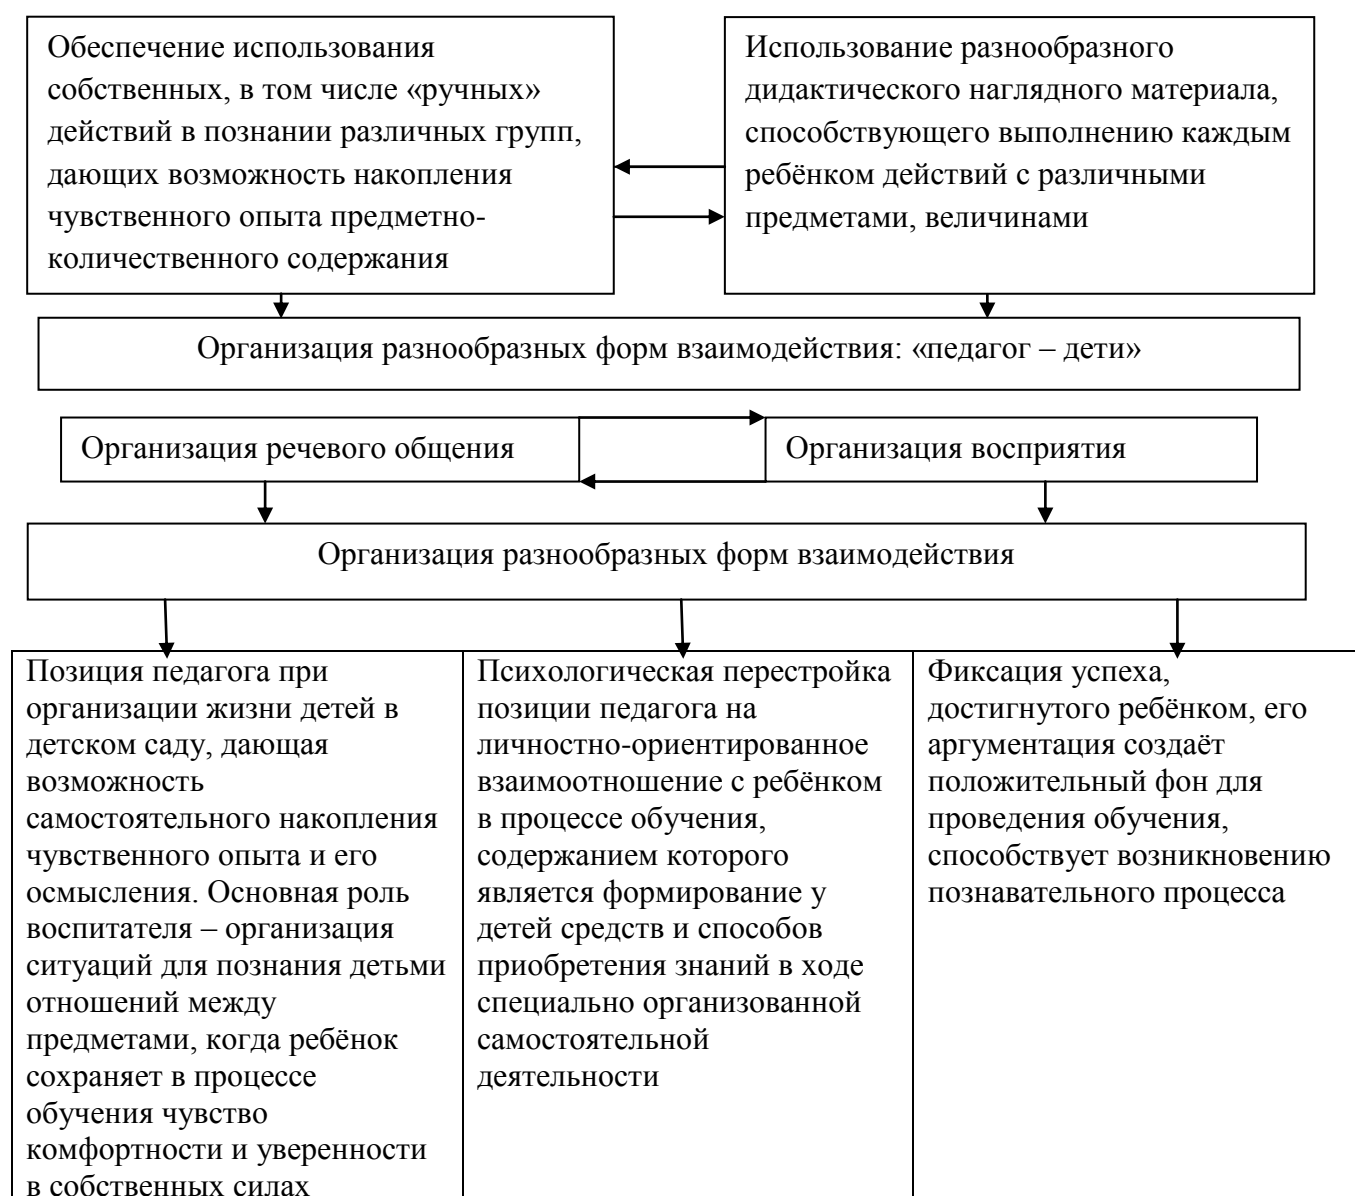 Обеспечение использования
собственных, в том числе «ручных»
действий в познании различных групп,
дающих возможность накопления
чувственного опыта предметно-
количественного содержания
Использование разнообразного
дидактического наглядного материала,
способствующего выполнению каждым
ребёнком действий с различными
предметами, величинами
Организация разнообразных форм взаимодействия: «педагог – дети»
Организация речевого общения
Организация восприятия
Организация разнообразных форм взаимодействия
Позиция педагога при
организации жизни детей в
детском саду, дающая
возможность
самостоятельного накопления
чувственного опыта и его
осмысления. Основная роль
воспитателя – организация
ситуаций для познания детьми
отношений между
предметами, когда ребёнок
сохраняет в процессе
обучения чувство
комфортности и уверенности
в собственных силах
Психологическая перестройка
позиции педагога на
личностно-ориентированное
взаимоотношение с ребёнком
в процессе обучения,
содержанием которого
является формирование у
детей средств и способов
приобретения знаний в ходе
специально организованной
самостоятельной
деятельности
Фиксация успеха,
достигнутого ребёнком, его
аргументация создаёт
положительный фон для
проведения обучения,
способствует возникновению
познавательного процесса